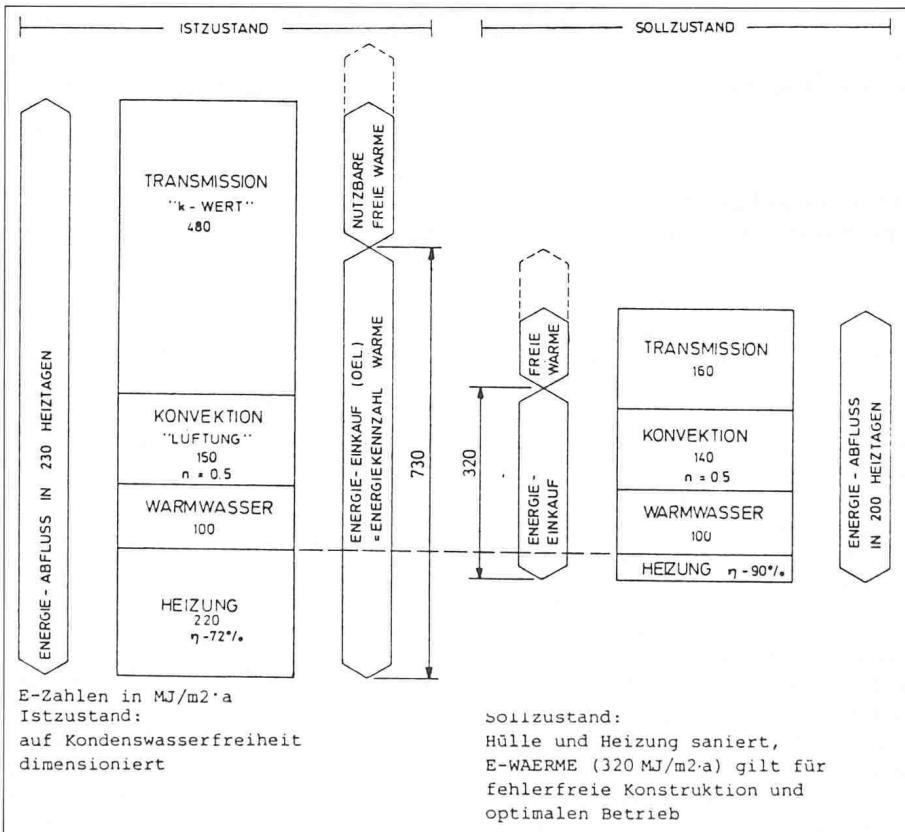 ISTZUSTAND
SOLLZUSTAND
ENERGIE - ABFLUSS IN 230 HEIZTAGEN
TRANSMISSION
"k - WERT"
480
KONVEKTION
"LÜFTUNG"
150
n = 0.5
WARMWASSER
100
HEIZUNG
220
η -72%
NUTZBARE
FREIE WÄRME
ENERGIE - EINKAUF (OEL)
= ENERGIEKENNZAHL WÄRME
730
320
FREIE
WÄRME
ENERGIE -
EINKAUF
TRANSMISSION
160
KONVEKTION
140
n = 0.5
WARMWASSER
100
HEIZUNG η -90%
ENERGIE - ABFLUSS
IN 200 HEIZTAGEN
E-Zahlen in MJ/m2·a
Istzustand:
auf Kondenswasserfreiheit
dimensioniert
Sollzustand:
Hülle und Heizung saniert,
E-WAERME (320 MJ/m2·a) gilt für
fehlerfreie Konstruktion und
optimalen Betrieb